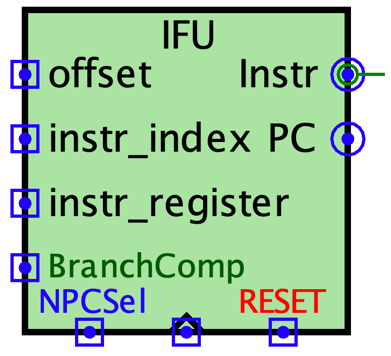 IFU
offset Instr
instr_index PC
instr_register
BranchComp
NPCSel RESET